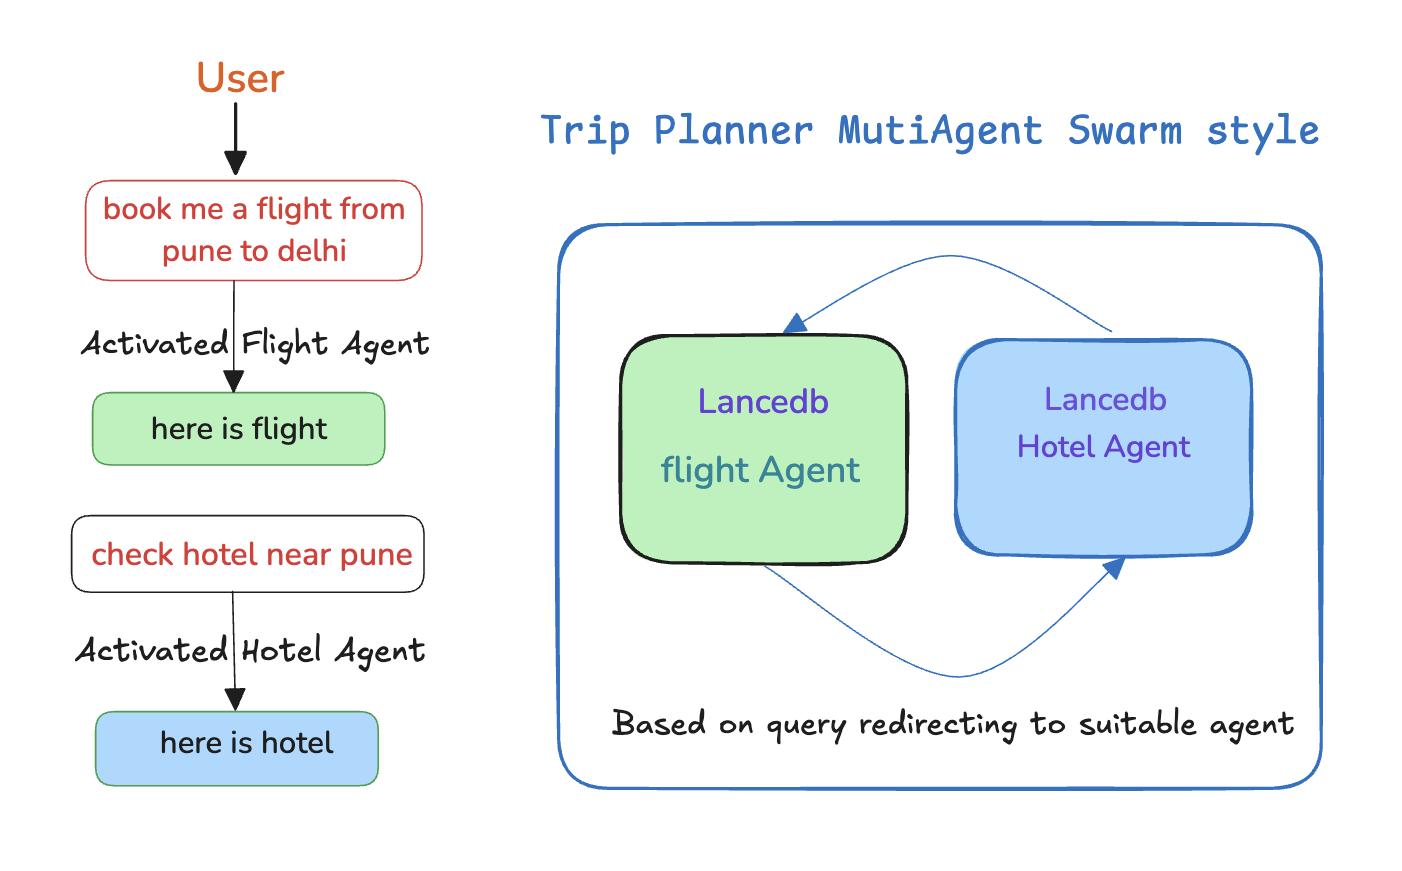 User
book me a flight from
pune to delhi
Activated Flight Agent
here is flight
check hotel near pune
Activated Hotel Agent
here is hotel
Trip Planner MutiAgent Swarm style
Lancedb
flight Agent
Lancedb
Hotel Agent
Based on query redirecting to suitable agent